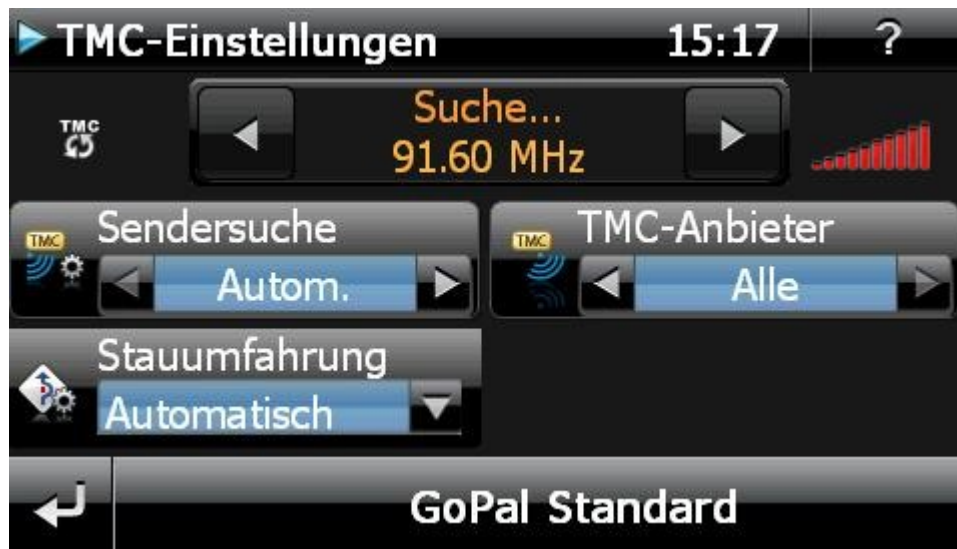 TMC-Einstellungen 15:17 ?
TMC
Suche...
91.60 MHz
TMC
Sendersuche
Autom.
TMC
TMC-Anbieter
Alle
Stauumfahrung
Automatisch
GoPal Standard